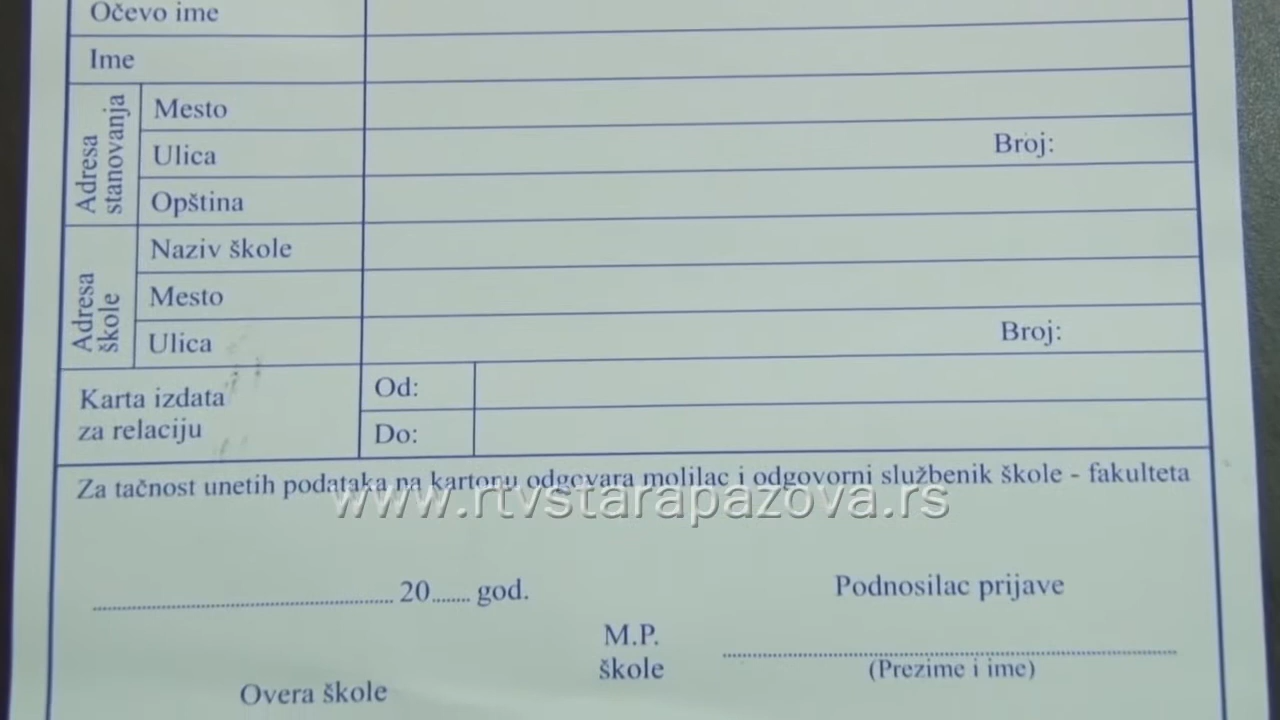 Očevo ime
Ime
Adresa
stanovanja
Mesto
Ulica
Broj:
Opština
Adresa
škole
Naziv škole
Mesto
Ulica
Broj:
Karta izdata
za relaciju
Od:
Do:
Za tačnost unetih podataka na kartonu odgovara molilac i odgovorni službenik škole - fakulteta
www.rtvstarapazova.rs
............................................ 20....... god.
Podnosilac prijave
M.P.
škole
(Prezime i ime)
Overa škole